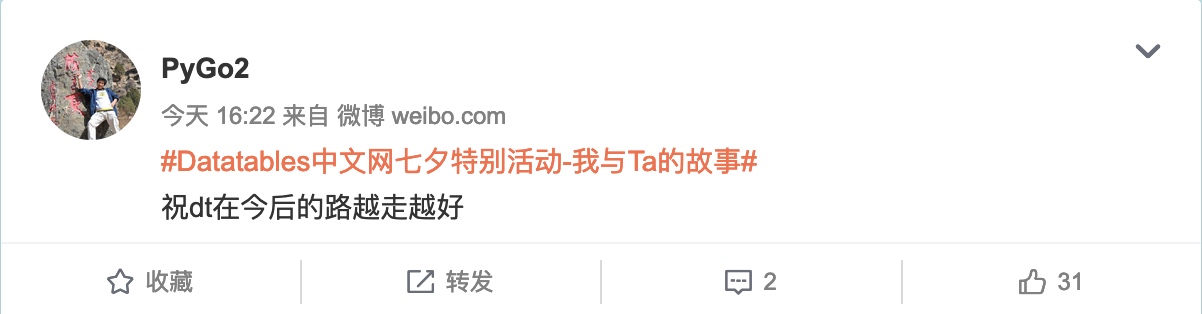 PyGo2
今天 16:22 来自 微博 weibo.com
#Datatables中文网七夕特别活动-我与Ta的故事#
祝dt在今后的路越走越好
收藏
转发
2
31